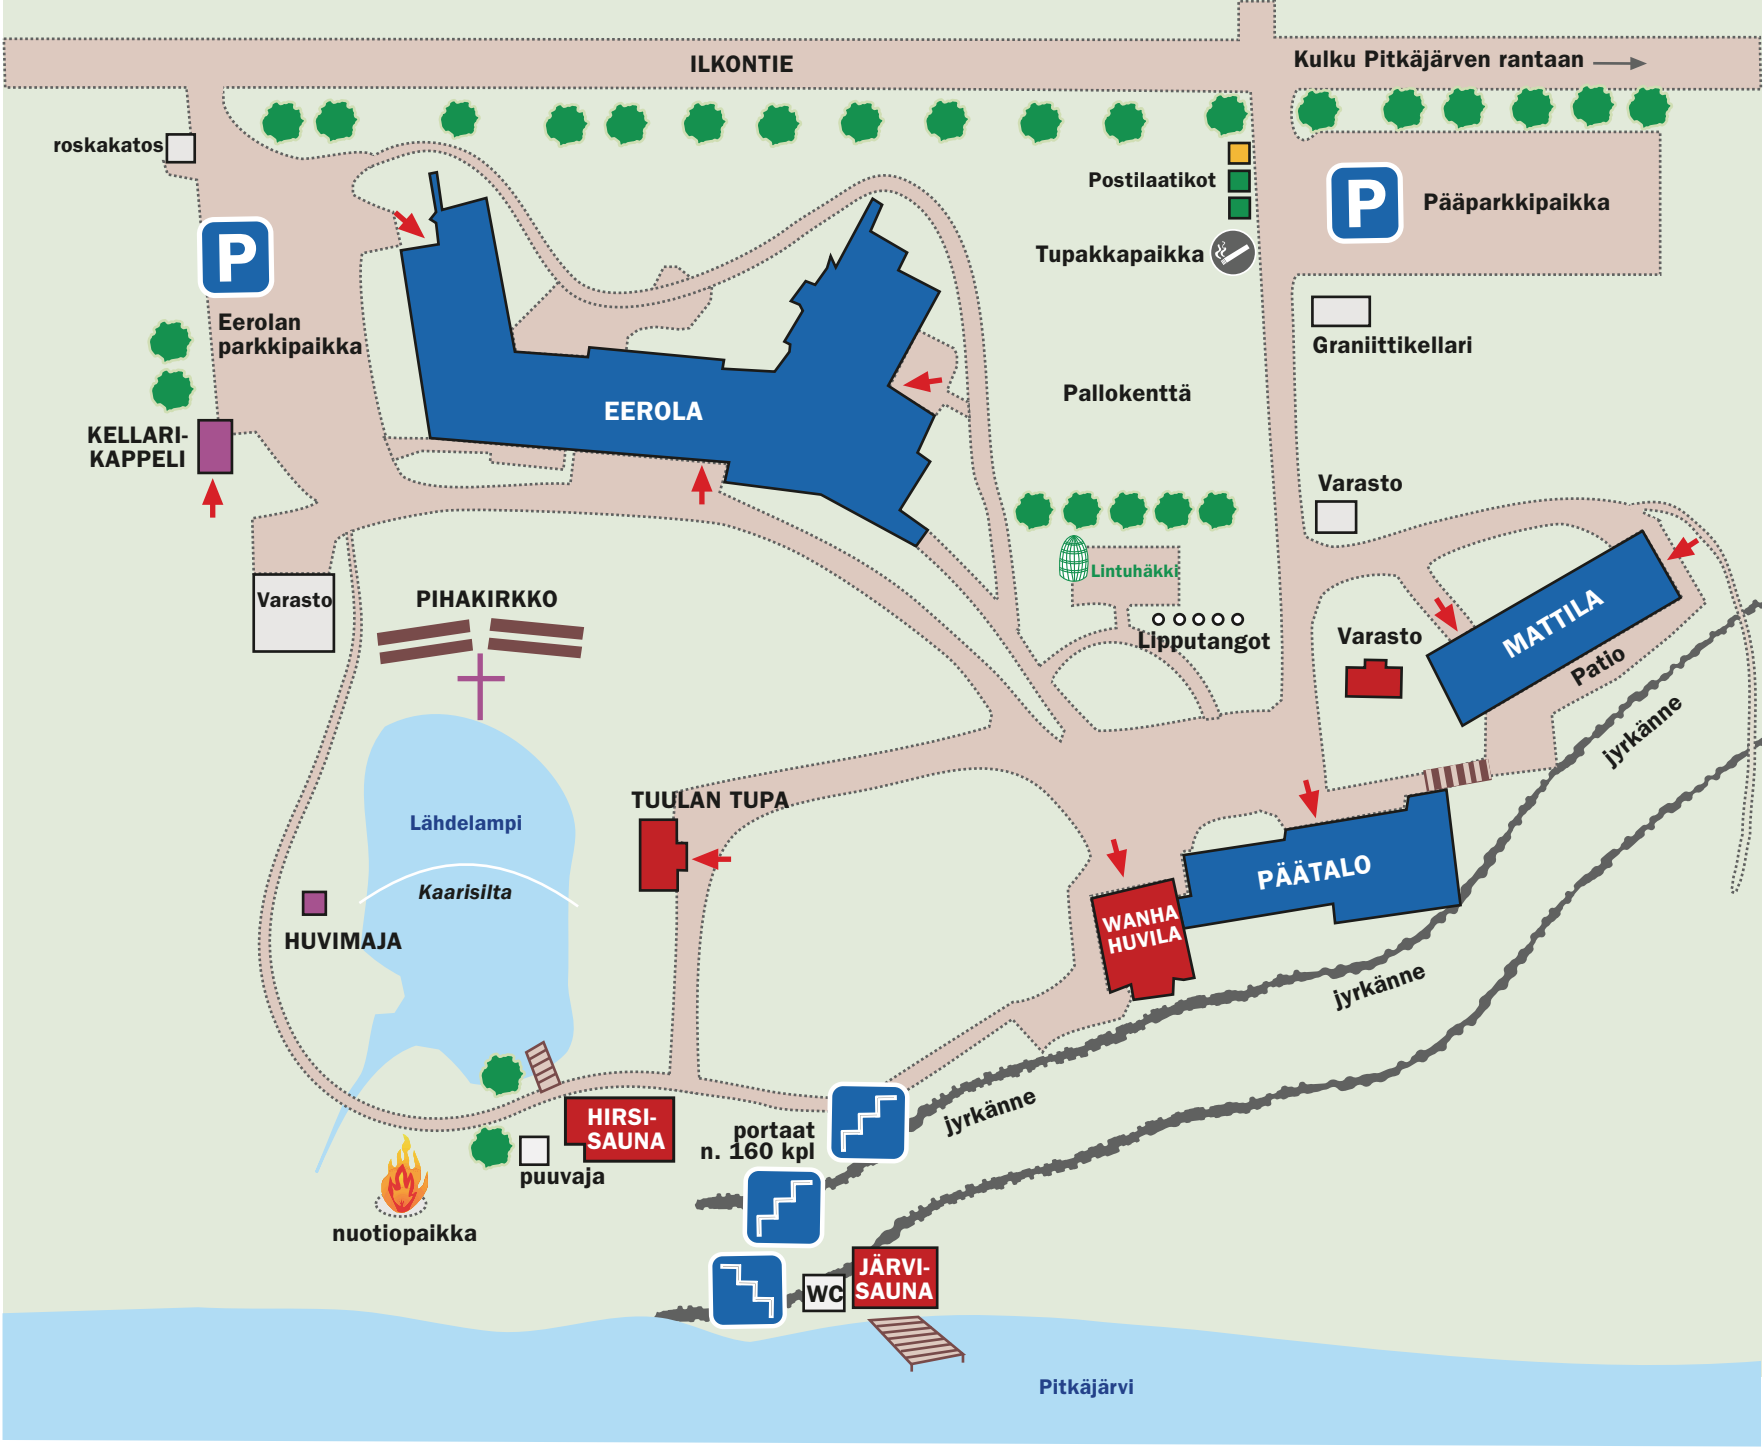 ILKONTIE
Kulku Pitkäjärven rantaan
roskakatos
Postilaatikot
P
Pääparkkipaikka
P
Tupakkapaikka
Eerolan
parkkipaikka
Graniittikellari
Pallokenttä
EEROLA
KELLARI-
KAPPELI
Varasto
Lintuhäkki
Varasto
PIHAKIRKKO
Lipputangot
Varasto
MATTILA
Patio
jyrkänne
TUULAN TUPA
Lähdelampi
Kaarisilta
PÄÄTALO
WANHA
HUVILA
HUVIMAJA
jyrkänne
jyrkänne
HIRSI-
SAUNA
portaat
n. 160 kpl
puuvaja
nuotiopaikka
WC
JÄRVI-
SAUNA
Pitkäjärvi